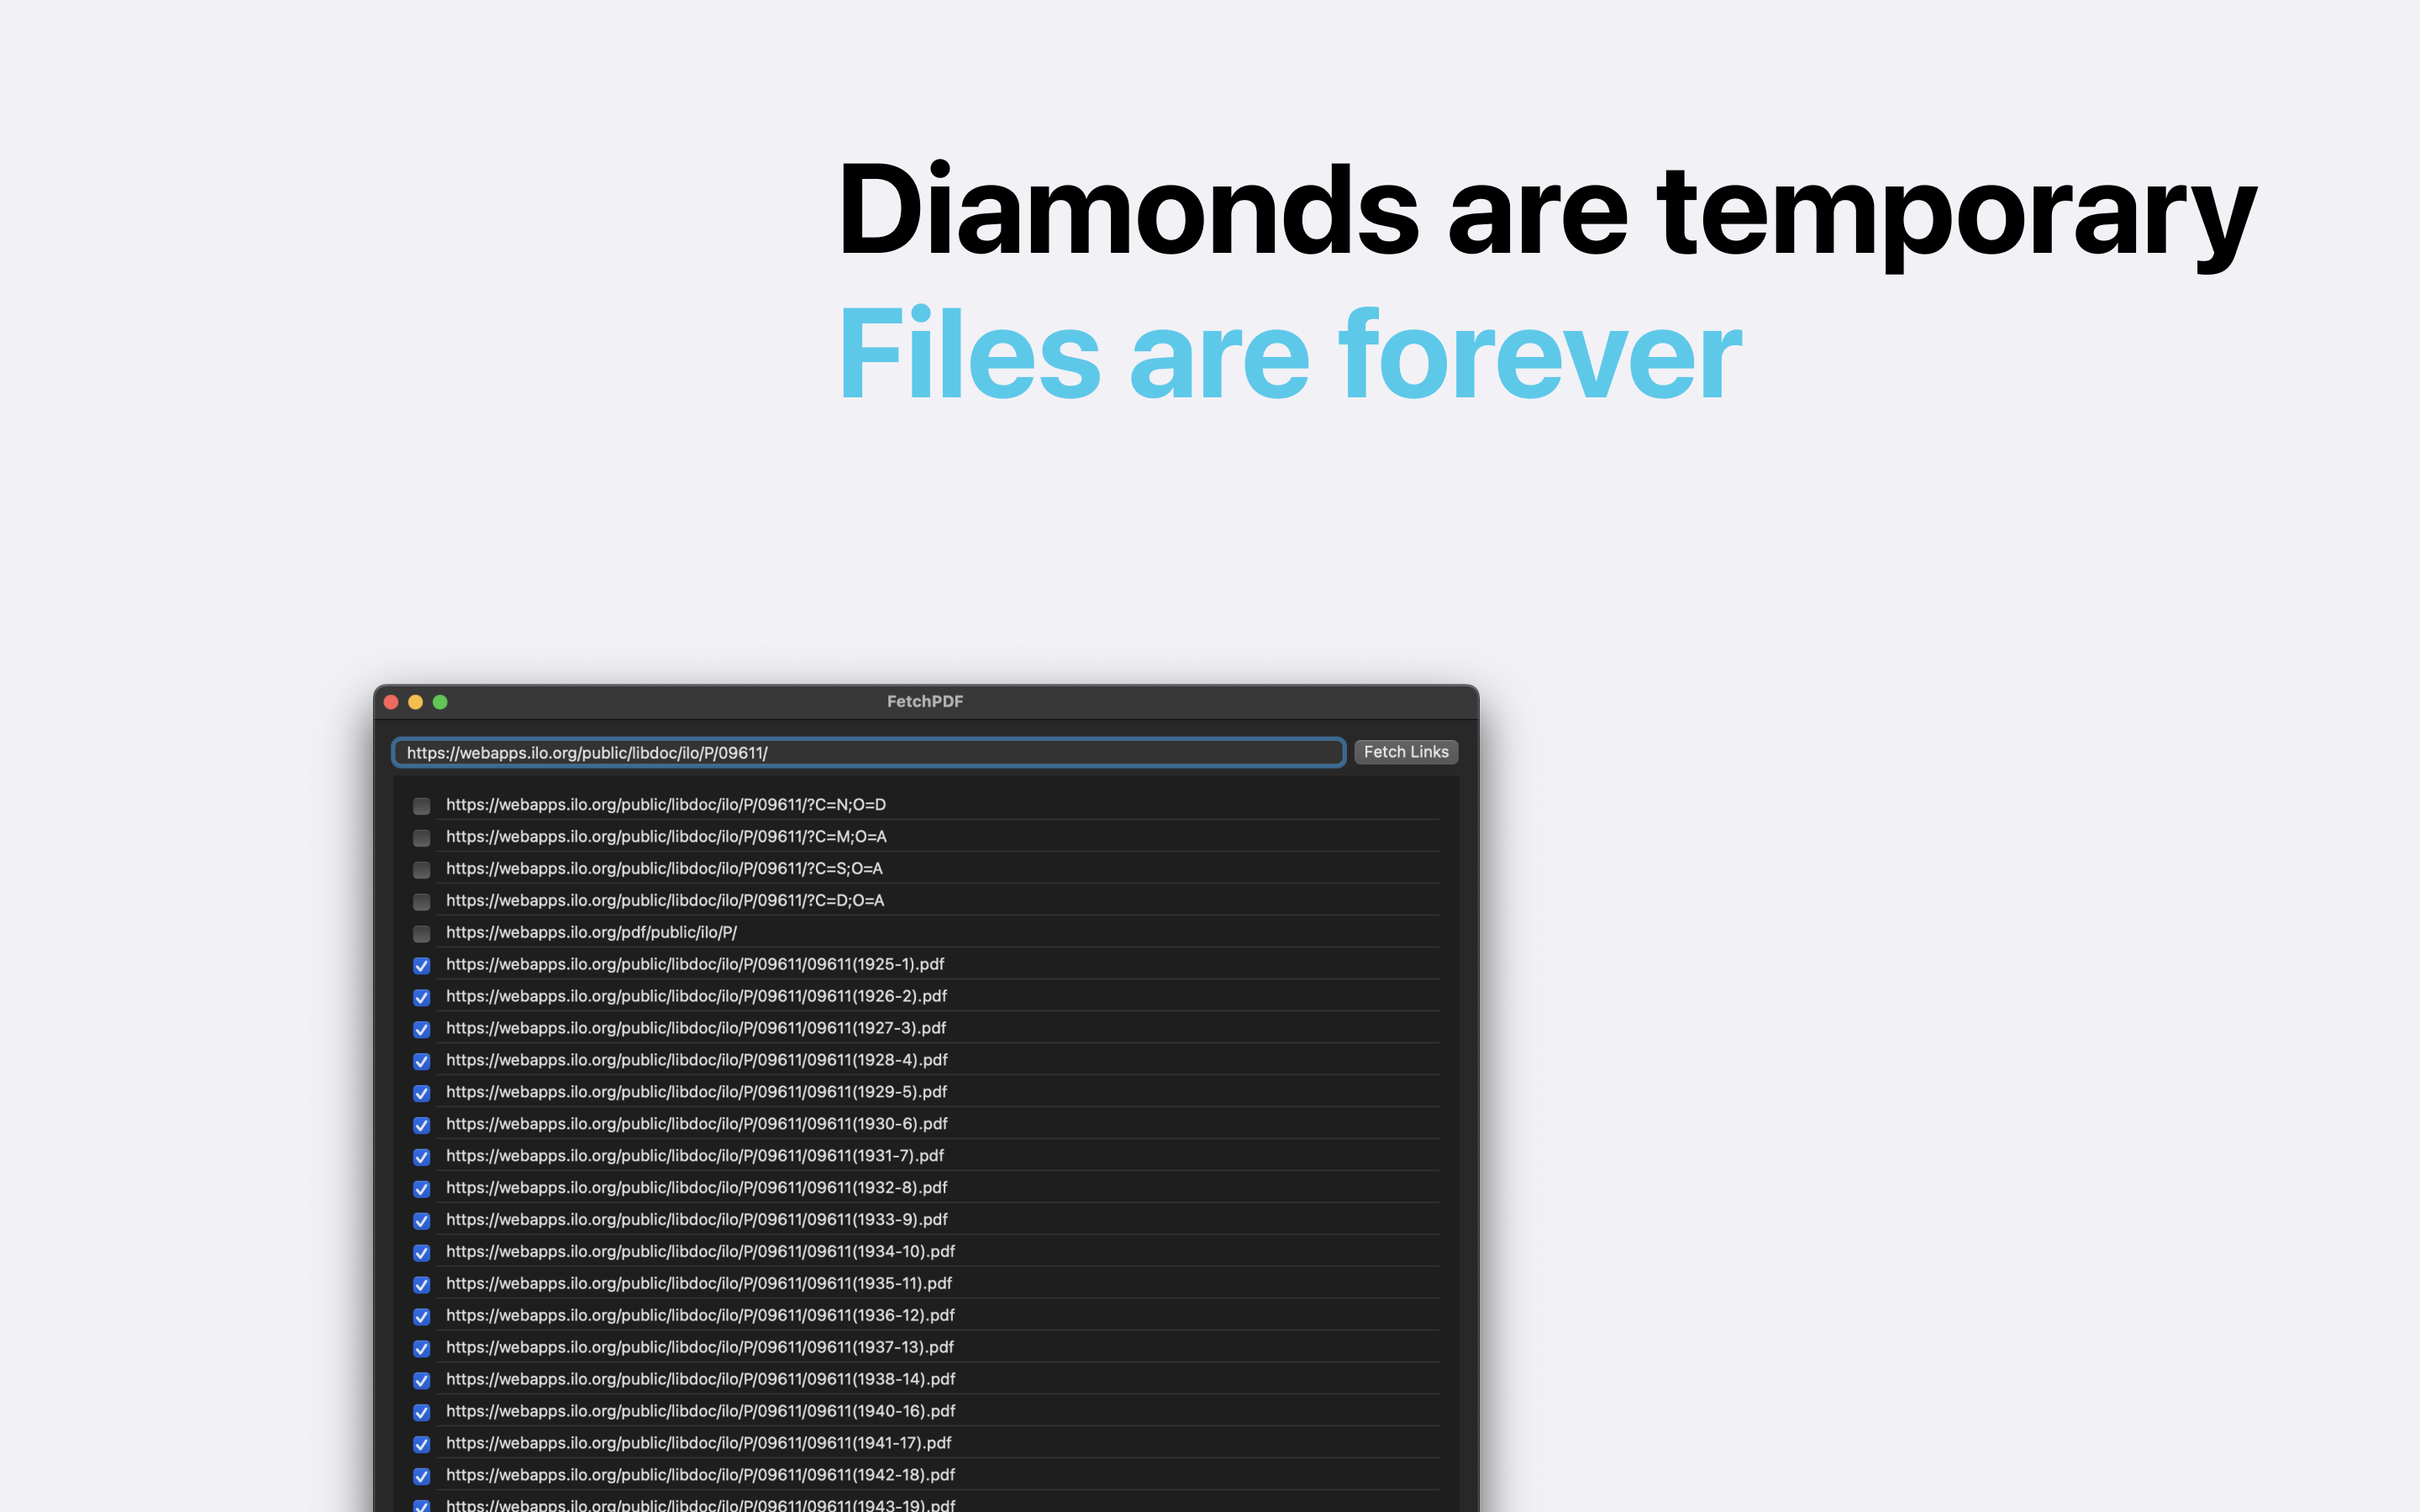 Diamonds are temporary
Files are forever
FetchPDF
https://webapps.ilo.org/public/libdoc/ilo/P/09611/
Fetch Links
https://webapps.ilo.org/public/libdoc/ilo/P/09611/?C=N;O=D
https://webapps.ilo.org/public/libdoc/ilo/P/09611/?C=M;O=A
https://webapps.ilo.org/public/libdoc/ilo/P/09611/?C=S;O=A
https://webapps.ilo.org/public/libdoc/ilo/P/09611/?C=D;O=A
https://webapps.ilo.org/pdf/public/ilo/P/
https://webapps.ilo.org/public/libdoc/ilo/P/09611/09611(1925-1).pdf
https://webapps.ilo.org/public/libdoc/ilo/P/09611/09611(1926-2).pdf
https://webapps.ilo.org/public/libdoc/ilo/P/09611/09611(1927-3).pdf
https://webapps.ilo.org/public/libdoc/ilo/P/09611/09611(1928-4).pdf
https://webapps.ilo.org/public/libdoc/ilo/P/09611/09611(1929-5).pdf
https://webapps.ilo.org/public/libdoc/ilo/P/09611/09611(1930-6).pdf
https://webapps.ilo.org/public/libdoc/ilo/P/09611/09611(1931-7).pdf
https://webapps.ilo.org/public/libdoc/ilo/P/09611/09611(1932-8).pdf
https://webapps.ilo.org/public/libdoc/ilo/P/09611/09611(1933-9).pdf
https://webapps.ilo.org/public/libdoc/ilo/P/09611/09611(1934-10).pdf
https://webapps.ilo.org/public/libdoc/ilo/P/09611/09611(1935-11).pdf
https://webapps.ilo.org/public/libdoc/ilo/P/09611/09611(1936-12).pdf
https://webapps.ilo.org/public/libdoc/ilo/P/09611/09611(1937-13).pdf
https://webapps.ilo.org/public/libdoc/ilo/P/09611/09611(1938-14).pdf
https://webapps.ilo.org/public/libdoc/ilo/P/09611/09611(1940-16).pdf
https://webapps.ilo.org/public/libdoc/ilo/P/09611/09611(1941-17).pdf
https://webapps.ilo.org/public/libdoc/ilo/P/09611/09611(1942-18).pdf
https://webapps.ilo.org/public/libdoc/ilo/P/09611/09611(1943-19).pdf